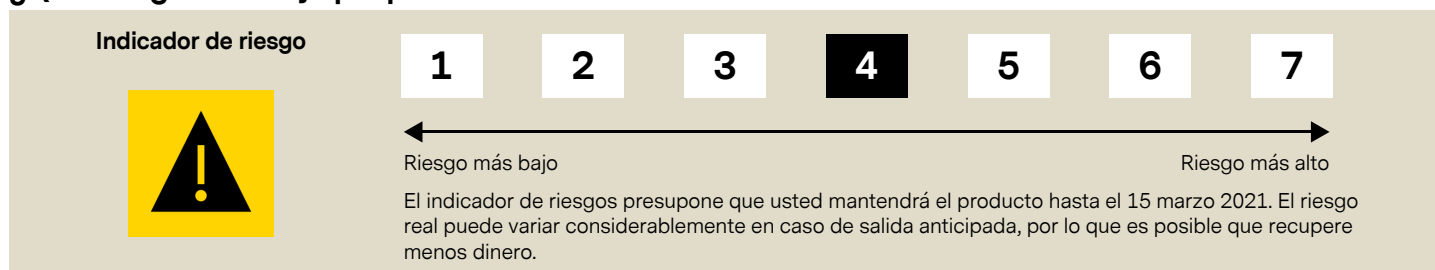 Indicador de riesgo
1 2 3 4 5 6 7
Riesgo más bajo Riesgo más alto
El indicador de riesgos presupone que usted mantendrá el producto hasta el 15 marzo 2021. El riesgo
real puede variar considerablemente en caso de salida anticipada, por lo que es posible que recupere
menos dinero.